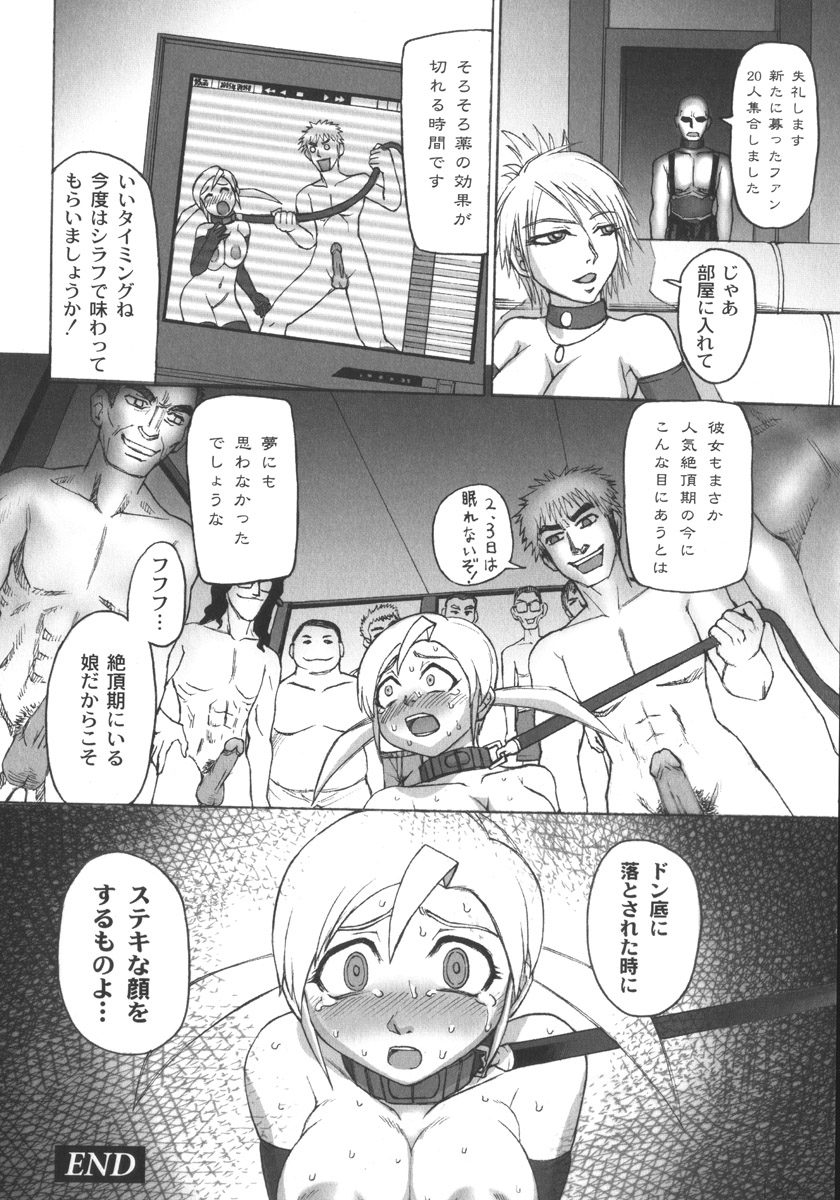 失礼します
新たに募ったファン
20人集合しました
じゃあ
部屋に入れて
そろそろ薬の効果が
切れる時間です
いいタイミングね
今度はシラフで味わって
もらいましょうか!
彼女もまさか
人気絶頂期の今に
こんな目にあうとは
2、3日は
眠れないぞ!
夢にも
思わなかった
でしょうな
フフフ…
絶頂期にいる
娘だからこそ
ドン底に
落とされた時に
ステキな顔を
するものよ…
END